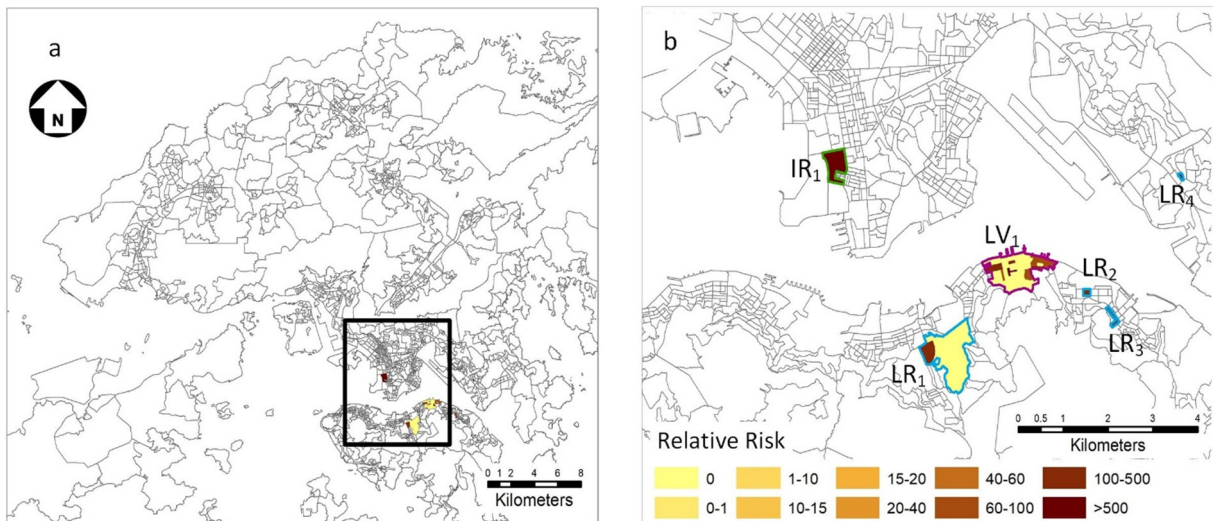 a
N
0 1 2 4 6 8
Kilometers
b
IR1
LR4
LV1
LR2
LR3
LR1
0 0.5 1 2 3 4
Kilometers
Relative Risk
0 1-10 15-20 40-60 100-500
0-1 10-15 20-40 60-100 >500